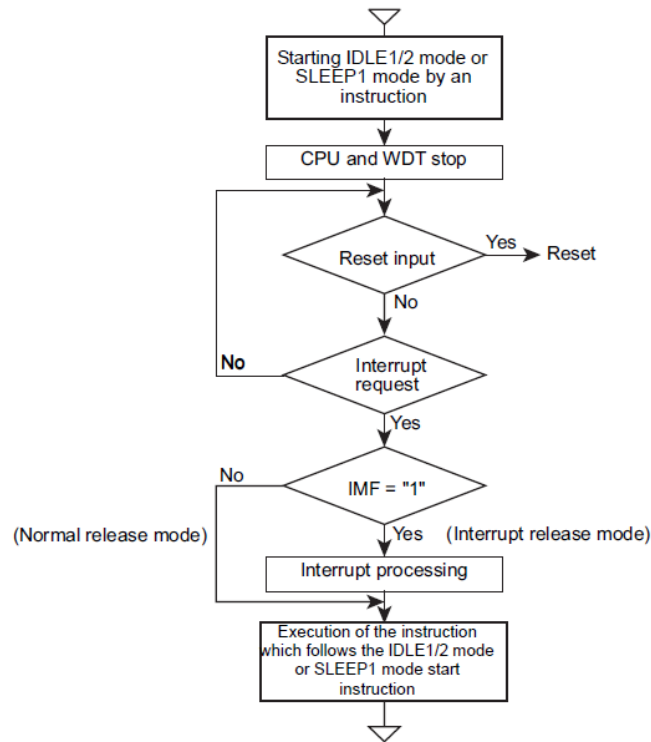 Starting IDLE1/2 mode or
SLEEP1 mode by an
instruction
CPU and WDT stop
Reset input
Yes
Reset
No
No
Interrupt
request
Yes
No
IMF = "1"
(Normal release mode)
Yes
(Interrupt release mode)
Interrupt processing
Execution of the instruction
which follows the IDLE1/2 mode
or SLEEP1 mode start
instruction